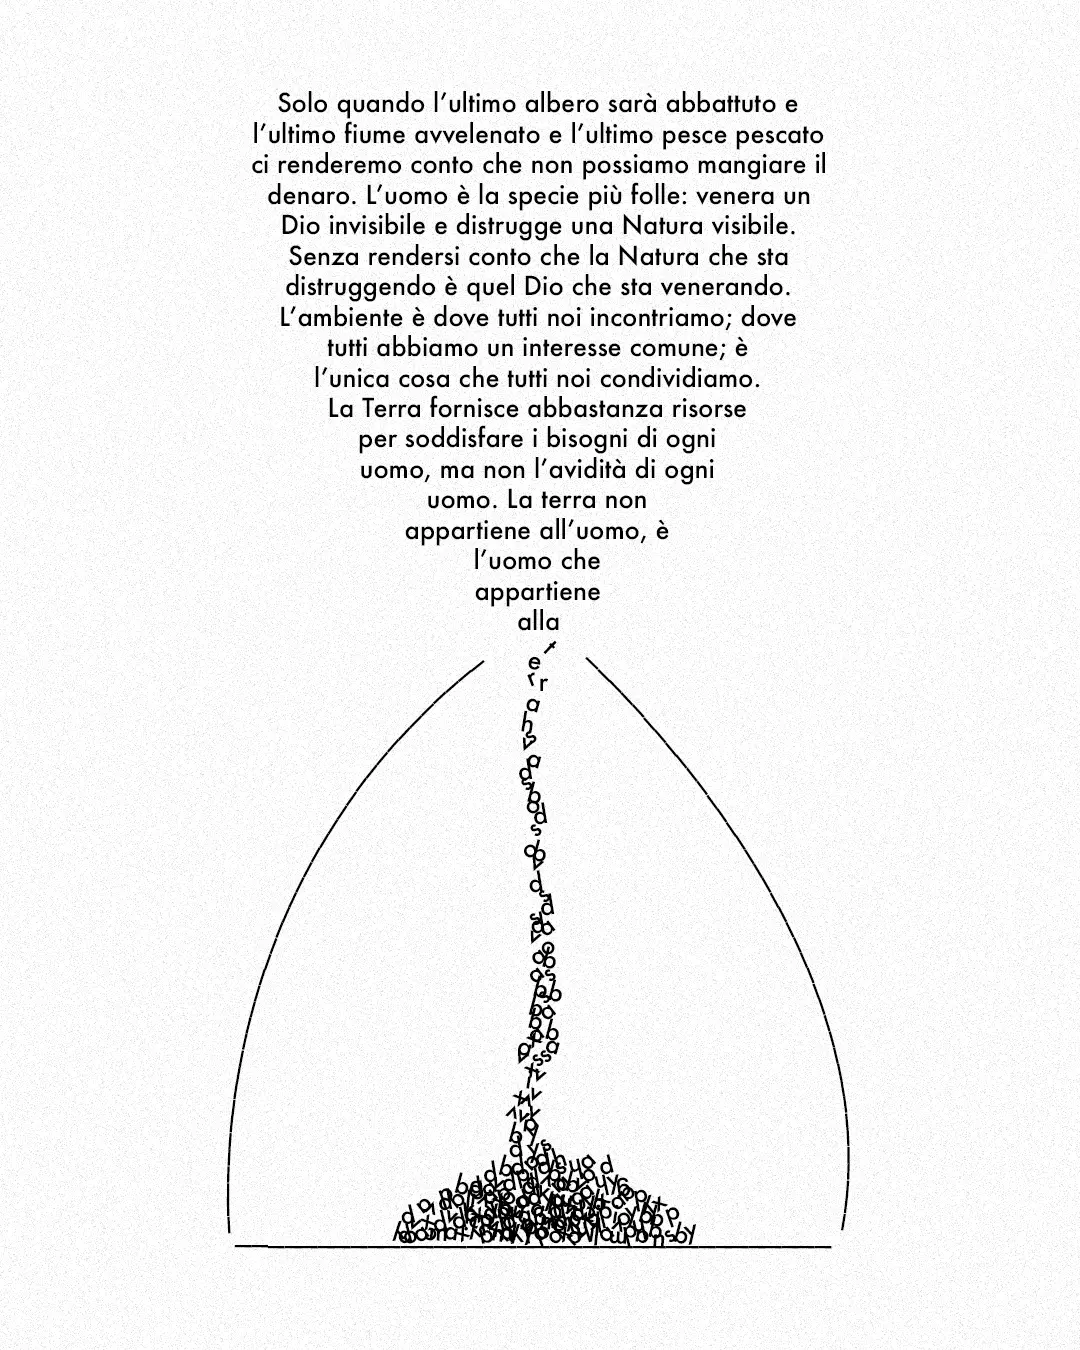 Solo quando l’ultimo albero sarà abbattuto e
l’ultimo fiume avvelenato e l’ultimo pesce pescato
ci renderemo conto che non possiamo mangiare il
denaro. L’uomo è la specie più folle: venera un
Dio invisibile e distrugge una Natura visibile.
Senza rendersi conto che la Natura che sta
distruggendo è quel Dio che sta venerando.
L’ambiente è dove tutti noi incontriamo; dove
tutti abbiamo un interesse comune; è
l’unica cosa che tutti noi condividiamo.
La Terra fornisce abbastanza risorse
per soddisfare i bisogni di ogni
uomo, ma non l’avidità di ogni
uomo. La terra non
appartiene all’uomo, è
l’uomo che
appartiene
alla
t
e
r r
a